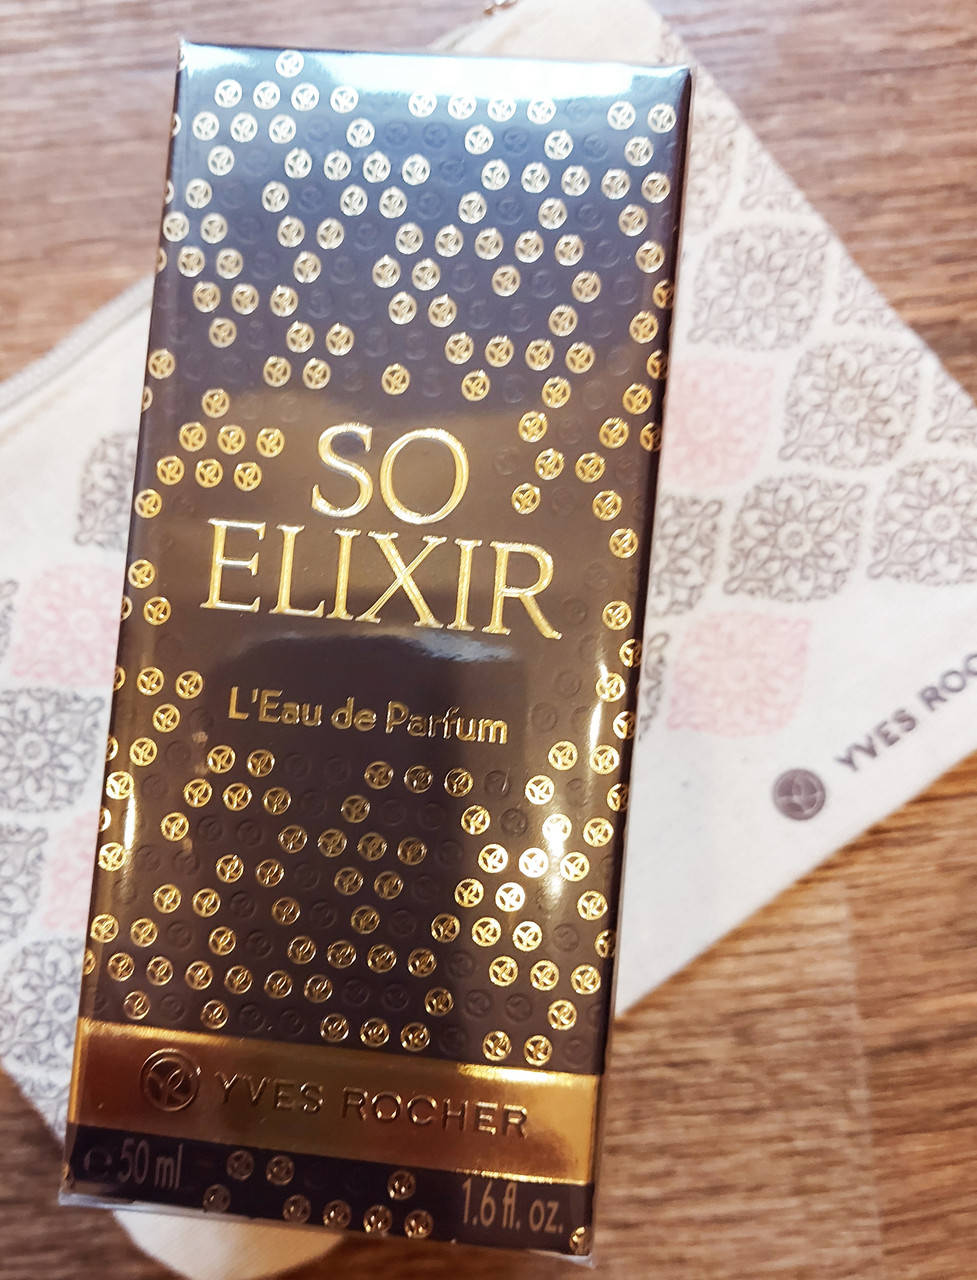 SO
ELIXIR
L'Eau de Parfum
YVES ROCHER
℮ 50 ml
1.6 fl. oz.
YVES ROC